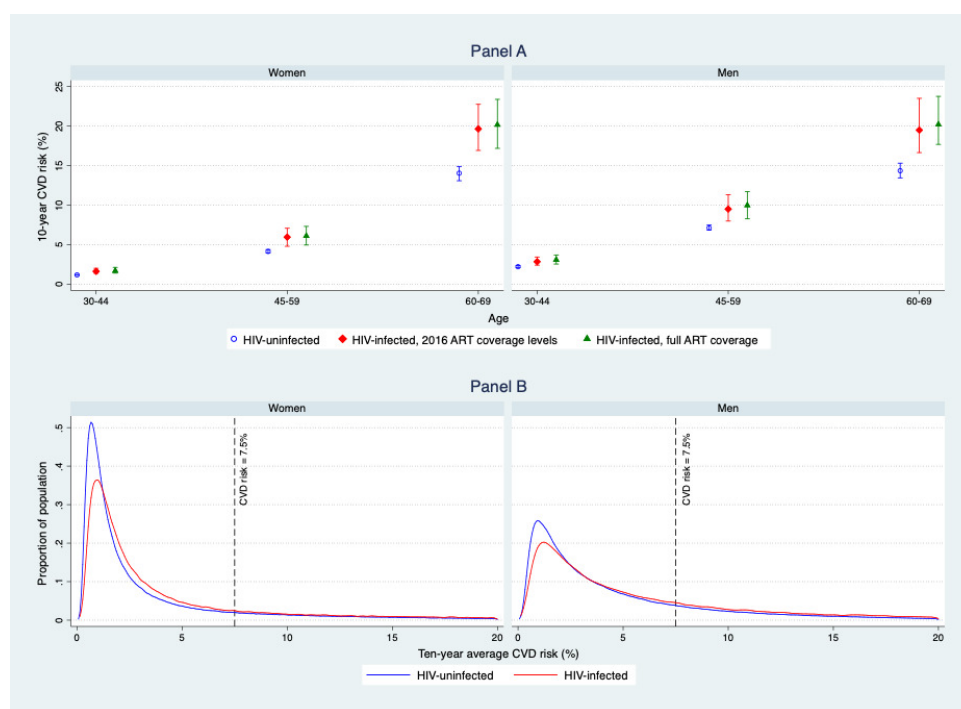 Panel A
Women
Men
10-year CVD risk (%)
25
20
15
10
5
0
30-44
45-59
60-69
30-44
45-59
60-69
Age
HIV-uninfected
HIV-infected, 2016 ART coverage levels
HIV-infected, full ART coverage
Panel B
Women
Men
Proportion of population
.5
.4
.3
.2
.1
0
CVD risk = 7.5%
CVD risk = 7.5%
0
5
10
15
20
0
5
10
15
20
Ten-year average CVD risk (%)
HIV-uninfected
HIV-infected